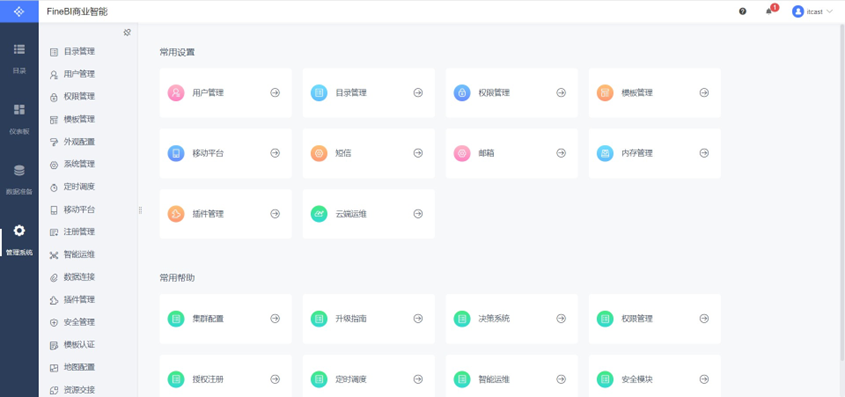 FineBI商业智能
1
itcast
目录
仪表板
数据准备
管理系统
目录管理
用户管理
权限管理
模板管理
外观配置
系统管理
定时调度
移动平台
注册管理
智能运维
数据连接
插件管理
安全管理
模板认证
地图配置
资源交接
常用设置
用户管理
目录管理
权限管理
模板管理
移动平台
短信
邮箱
内存管理
插件管理
云端运维
常用帮助
集群配置
升级指南
决策系统
权限管理
授权注册
定时调度
智能运维
安全模块